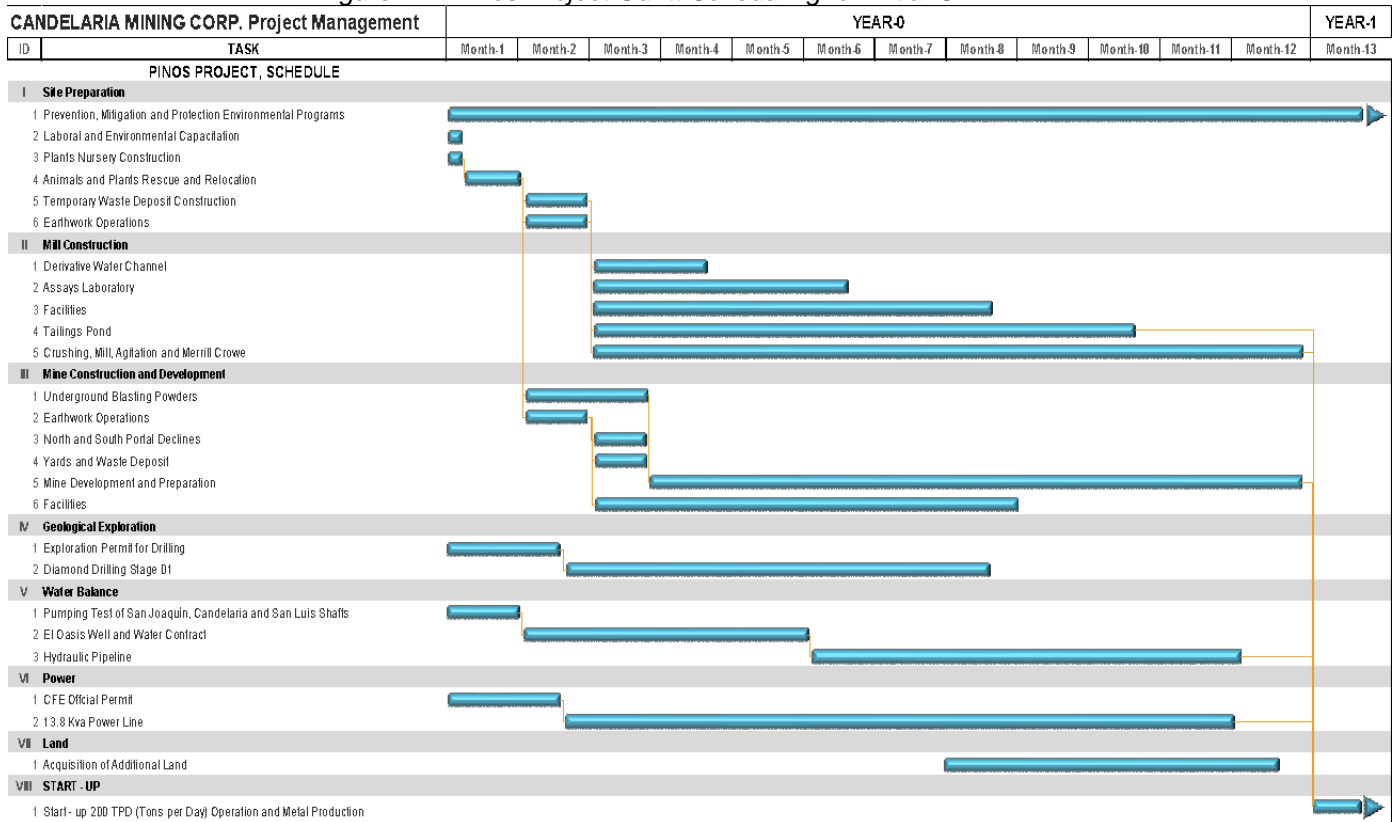 CANDELARIA MINING CORP. Project Management YEAR-0 YEAR-1
ID TASK Month-1 Month-2 Month-3 Month-4 Month-5 Month-6 Month-7 Month-8 Month-9 Month-10 Month-11 Month-12 Month-13
PINOS PROJECT, SCHEDULE
I Site Preparation
1 Prevention, Mitigation and Protection Environmental Programs
2 Laboral and Environmental Capacitation
3 Plants Nursery Construction
4 Animals and Plants Rescue and Relocation
5 Temporary Waste Deposit Construction
6 Earthwork Operations
II Mill Construction
1 Derivative Water Channel
2 Assays Laboratory
3 Facilities
4 Tailings Pond
5 Crushing, Mill, Agitation and Merrill Crowe
III Mine Construction and Development
1 Underground Blasting Powders
2 Earthwork Operations
3 North and South Portal Declines
4 Yards and Waste Deposit
5 Mine Development and Preparation
6 Facilities
IV Geological Exploration
1 Exploration Permit for Drilling
2 Diamond Drilling Stage 01
V Water Balance
1 Pumping Test of San Joaquín, Candelaria and San Luis Shafts
2 El Oasis Well and Water Contract
3 Hydraulic Pipeline
VI Power
1 CFE Offcial Permit
2 13.8 Kva Power Line
VII Land
1 Acquisition of Additional Land
VIII START - UP
1 Start - up 200 TPD (Tons per Day) Operation and Metal Production